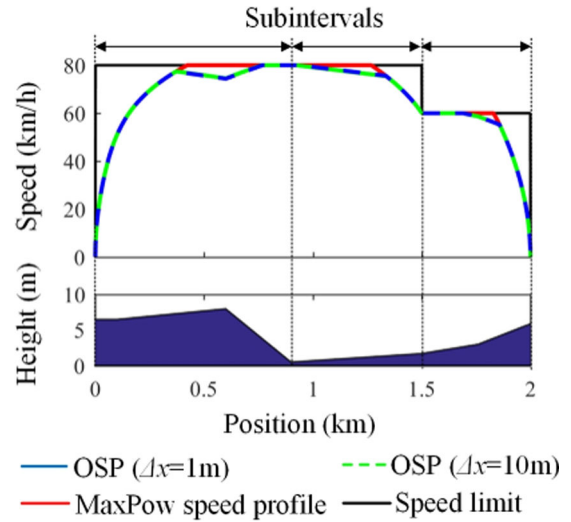 Subintervals
80
60
40
20
0
Speed (km/h)
10
5
0
Height (m)
0 0.5 1 1.5 2
Position (km)
OSP (Δx=1m) OSP (Δx=10m)
MaxPow speed profile Speed limit